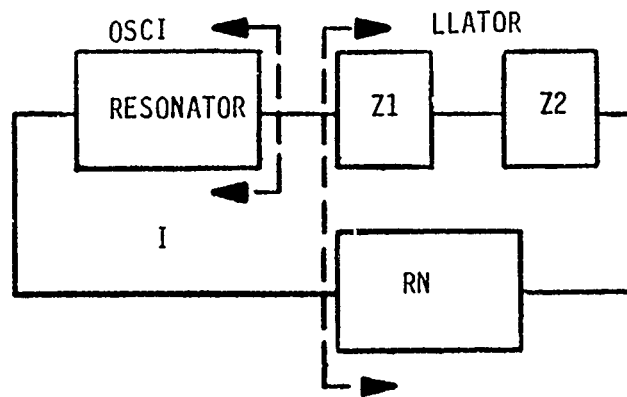 OSCI
LLATOR
RESONATOR
Z1
Z2
I
RN